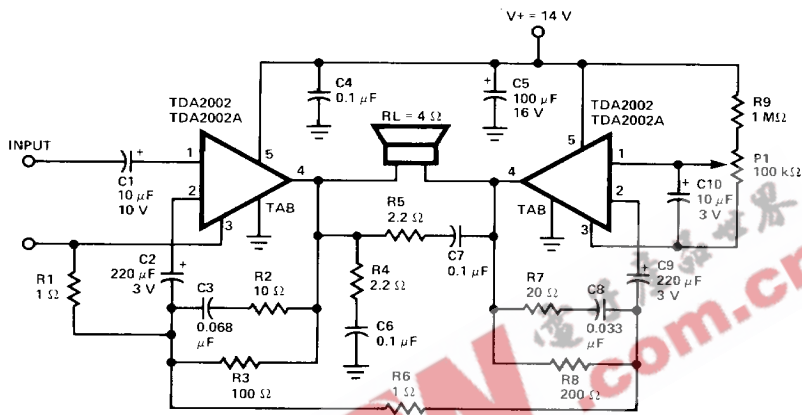 V+ = 14 V
TDA2002
TDA2002A
C4
0.1 µF
+
C5
100 µF
16 V
RL = 4 Ω
TDA2002
TDA2002A
R9
1 MΩ
P1
100 kΩ
INPUT
+
C1
10 µF
10 V
1
2
3
4
5
TAB
4
5
1
2
3
TAB
+
C10
10 µF
3 V
R5
2.2 Ω
C7
0.1 µF
R4
2.2 Ω
C6
0.1 µF
R1
1 Ω
C2
220 µF
3 V
+
C3
0.068
µF
R2
10 Ω
R3
100 Ω
R7
20 Ω
C8
0.033
µF
+
C9
220 µF
3 V
R8
200 Ω
R6
1 Ω
.com.cn